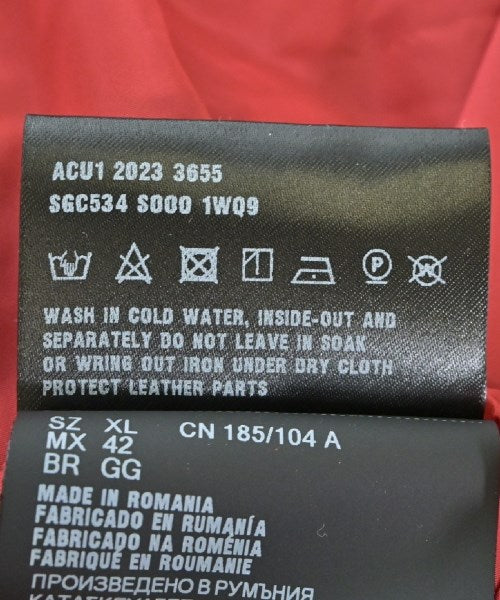 ACU1 2023 3655
SGC534 S000 1WQ9
P
W
WASH IN COLD WATER, INSIDE-OUT AND
SEPARATELY DO NOT LEAVE IN SOAK
OR WRING OUT IRON UNDER DRY CLOTH
PROTECT LEATHER PARTS
SZ XL CN 185/104 A
MX 42
BR GG
MADE IN ROMANIA
FABRICADO EN RUMANÍA
FABRICADO NA ROMÉNIA
FABRIQUÉ EN ROUMANIE
ПРОИЗВЕДЕНО В РУМЪНИЯ